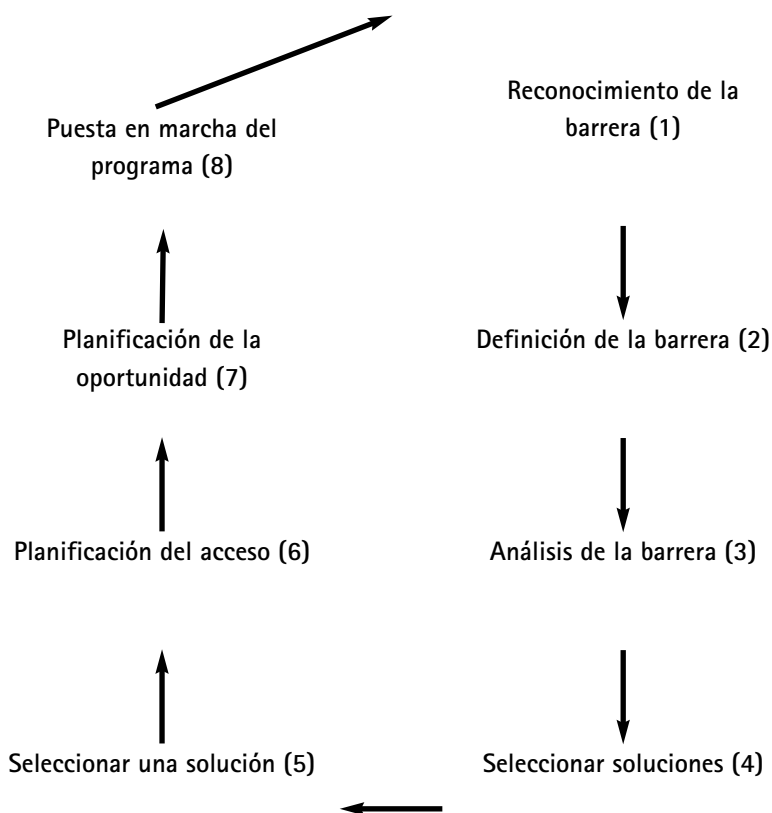 Reconocimiento de la
barrera (1)
Definición de la barrera (2)
Análisis de la barrera (3)
Seleccionar soluciones (4)
Seleccionar una solución (5)
Planificación del acceso (6)
Planificación de la
oportunidad (7)
Puesta en marcha del
programa (8)